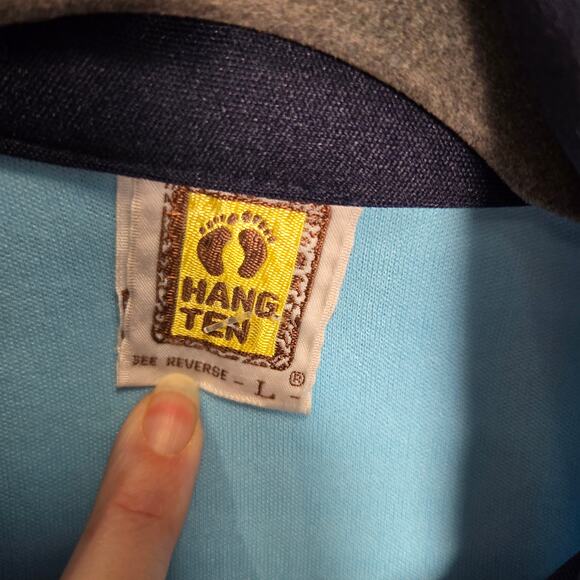 HANG
TEN
SEE REVERSE - L - ®